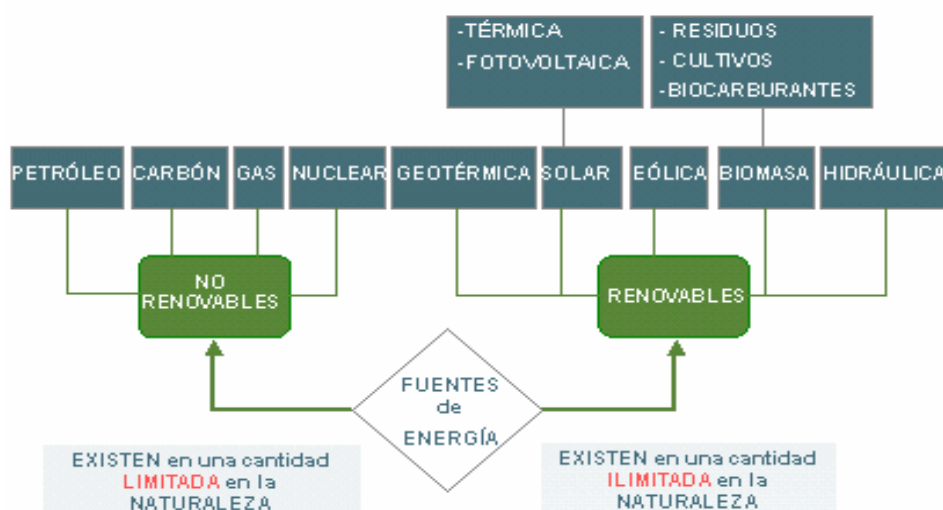 -TÉRMICA
-FOTOVOLTAICA
- RESIDUOS
- CULTIVOS
-BIOCARBURANTES
PETRÓLEO
CARBÓN
GAS
NUCLEAR
GEOTÉRMICA
SOLAR
EÓLICA
BIOMASA
HIDRÁULICA
NO
RENOVABLES
RENOVABLES
FUENTES
de
ENERGÍA
EXISTEN en una cantidad
LIMITADA en la
NATURALEZA
EXISTEN en una cantidad
ILIMITADA en la
NATURALEZA